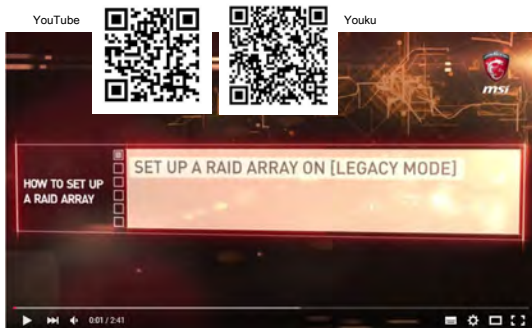 YouTube
Youku
msi
SET UP A RAID ARRAY ON [LEGACY MODE]
HOW TO SET UP
A RAID ARRAY
0:01 / 2:41